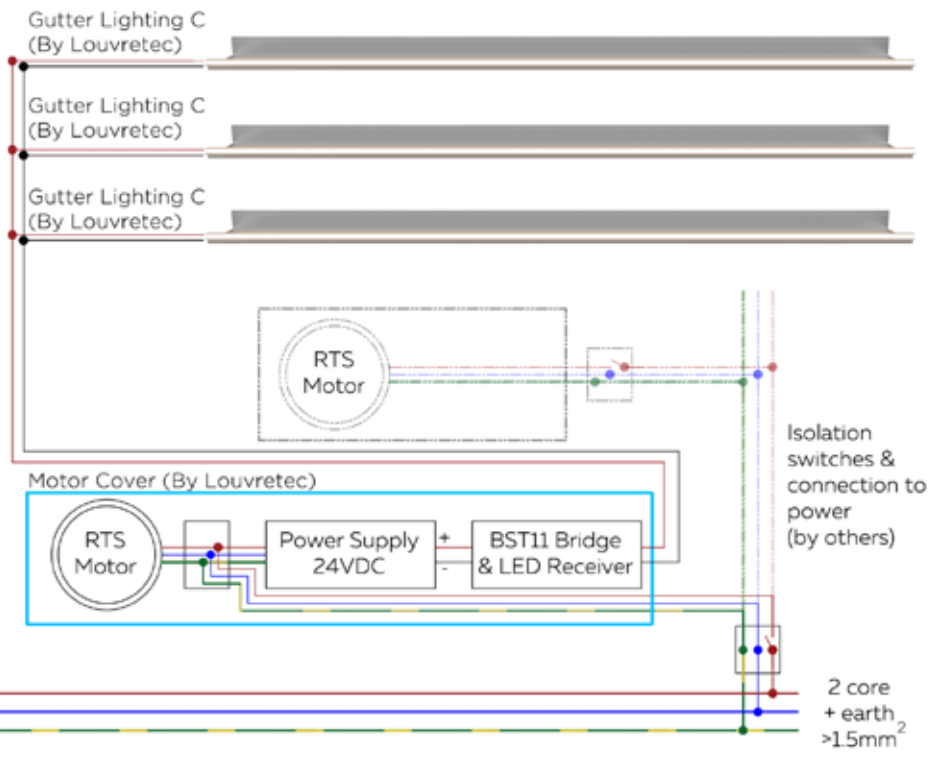 Gutter Lighting C
(By Louvretec)
Gutter Lighting C
(By Louvretec)
Gutter Lighting C
(By Louvretec)
RTS
Motor
Isolation
switches &
connection to
power
(by others)
Motor Cover (By Louvretec)
RTS
Motor
Power Supply
24VDC
+
-
BST11 Bridge
& LED Receiver
2 core
+ earth
>1.5mm²